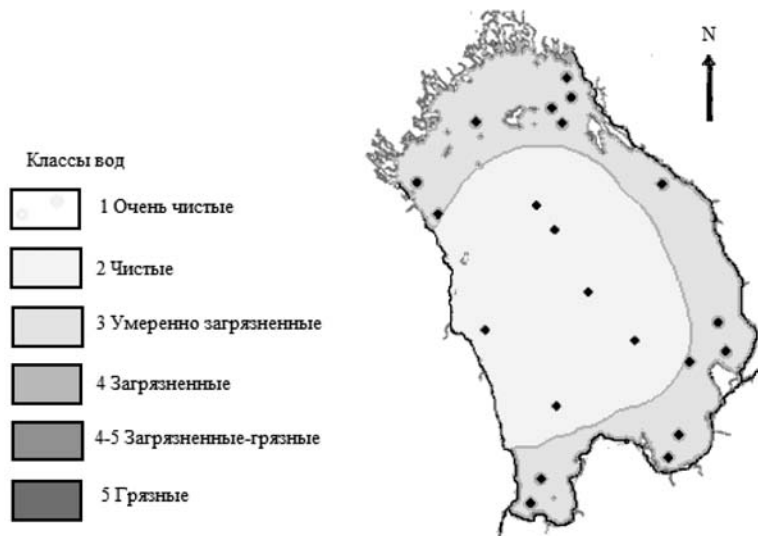 N
Классы вод
1 Очень чистые
2 Чистые
3 Умеренно загрязненные
4 Загрязненные
4-5 Загрязненные-грязные
5 Грязные